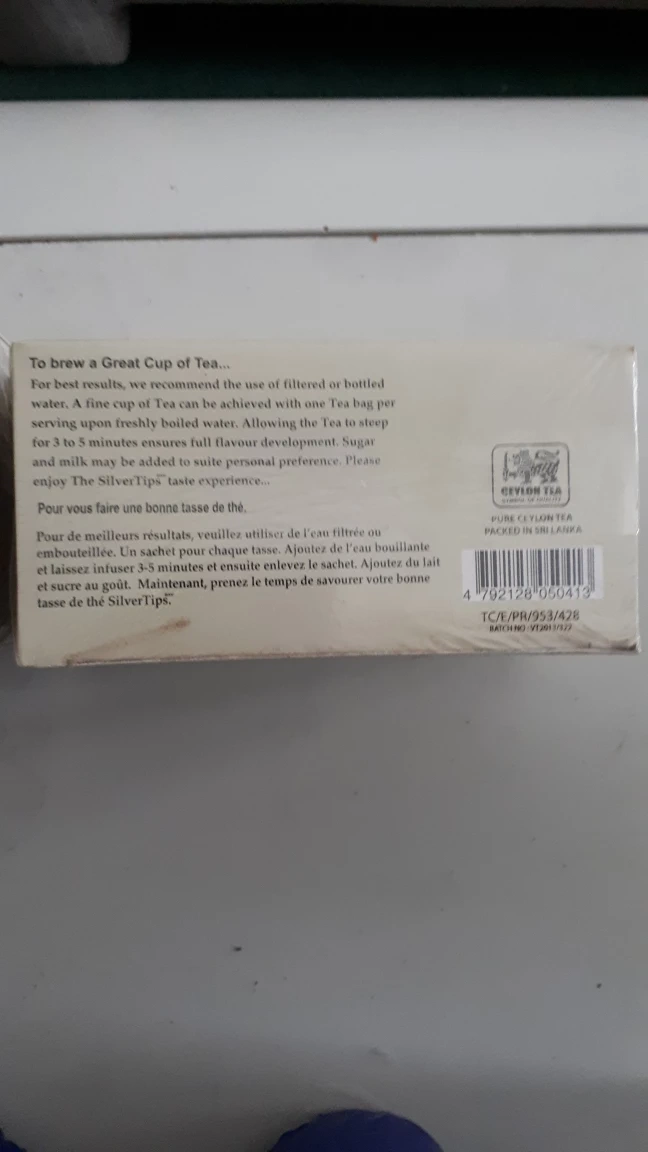 To brew a Great Cup of Tea...
For best results, we recommend the use of filtered or bottled
water. A fine cup of Tea can be achieved with one Tea bag per
serving upon freshly boiled water. Allowing the Tea to steep
for 3 to 5 minutes ensures full flavour development. Sugar
and milk may be added to suite personal preference. Please
enjoy The SilverTips™ taste experience...
Pour vous faire une bonne tasse de thé.
Pour de meilleurs résultats, veuillez utiliser de l'eau filtrée ou
embouteillée. Un sachet pour chaque tasse. Ajoutez de l'eau bouillante
et laissez infuser 3-5 minutes et ensuite enlevez le sachet. Ajoutez du lait
et sucre au goût. Maintenant, prenez le temps de savourer votre bonne
tasse de thé SilverTips.™
CEYLON TEA
SYMBOL OF QUALITY
PURE CEYLON TEA
PACKED IN SRI LANKA
4 792128 050413
TC/E/PR/953/428
BATCH NO :